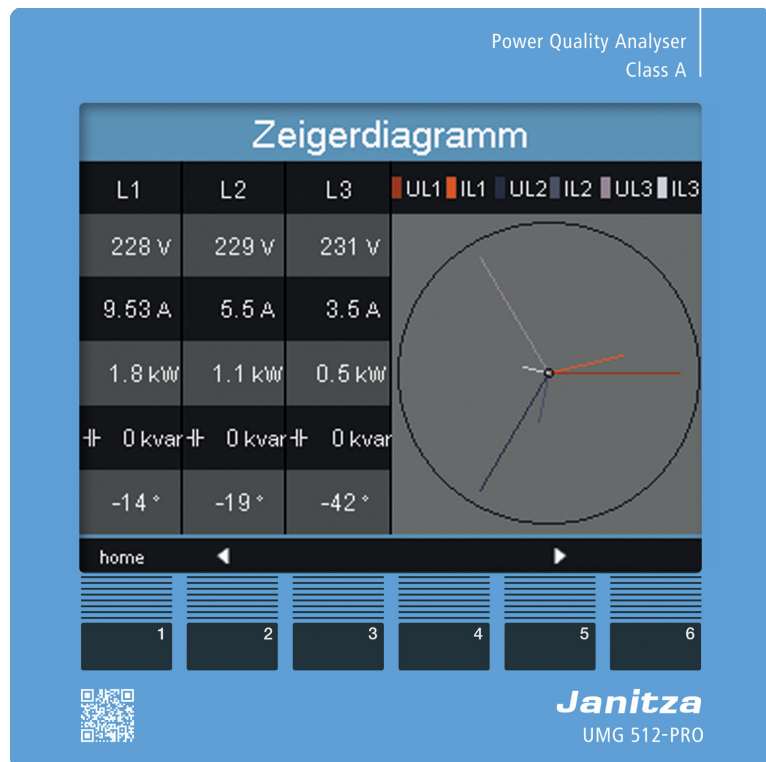 Power Quality Analyser
Class A
Zeigerdiagramm
L1 L2 L3 UL1 IL1 UL2 IL2 UL3 IL3
228 V 229 V 231 V
9.53 A 5.5 A 3.5 A
1.8 kW 1.1 kW 0.5 kW
0 kvar 0 kvar 0 kvar
-14 ° -19 ° -42 °
home
1 2 3 4 5 6
Janitza
UMG 512-PRO